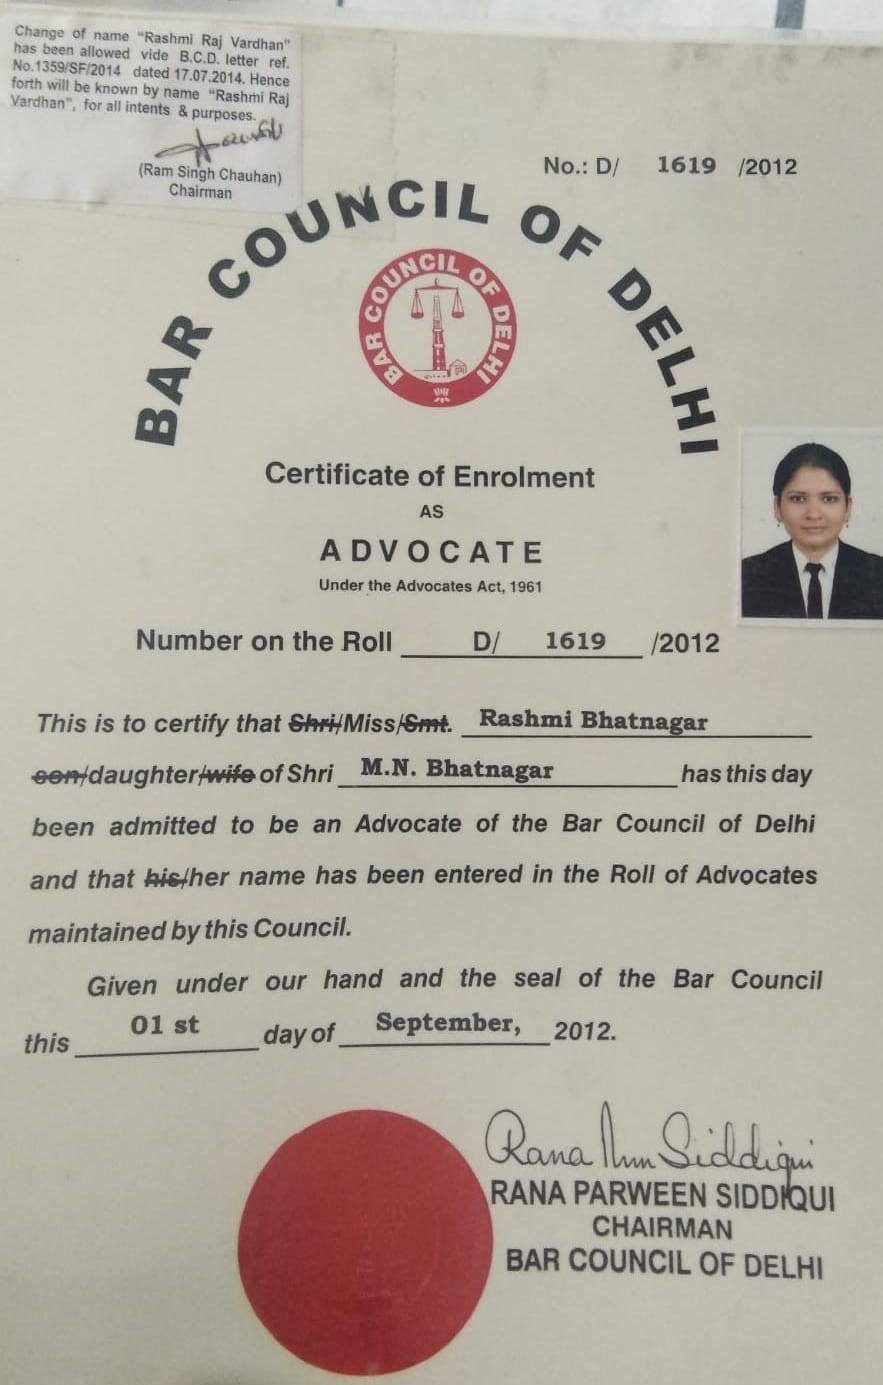 Change of name "Rashmi Raj Vardhan"
has been allowed vide B.C.D. letter ref.
No.1359/SF/2014 dated 17.07.2014. Hence
forth will be known by name "Rashmi Raj
Vardhan", for all intents & purposes.
(Ram Singh Chauhan)
Chairman
No.: D/ 1619 /2012
BAR COUNCIL OF DELHI
BAR COUNCIL OF DELHI
Certificate of Enrolment
AS
ADVOCATE
Under the Advocates Act, 1961
Number on the Roll D/ 1619 /2012
This is to certify that Shri/Miss/Smt. Rashmi Bhatnagar
son/daughter/wife of Shri M.N. Bhatnagar has this day
been admitted to be an Advocate of the Bar Council of Delhi
and that his/her name has been entered in the Roll of Advocates
maintained by this Council.
Given under our hand and the seal of the Bar Council
this 01 st day of September, 2012.
Rana Siddiqui
RANA PARWEEN SIDDIQUI
CHAIRMAN
BAR COUNCIL OF DELHI